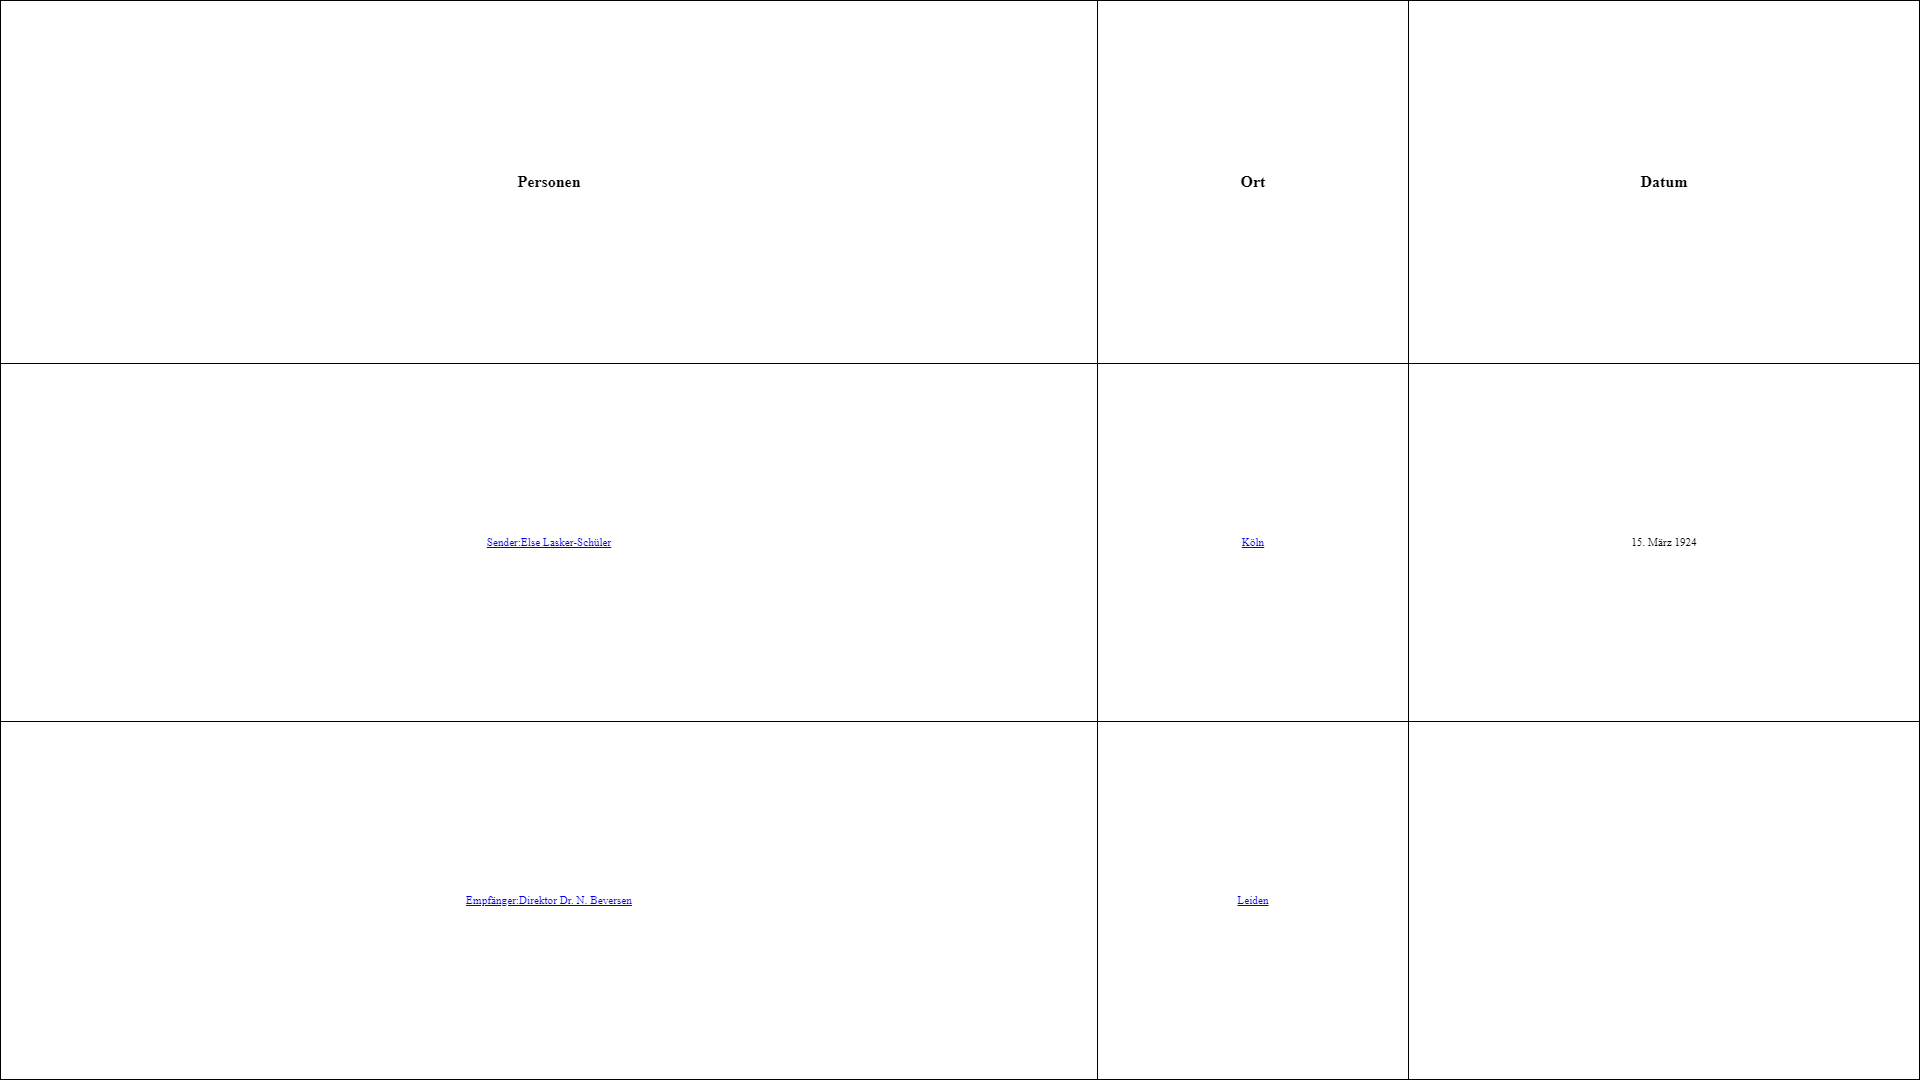 Personen Ort Datum
Sender:Else Lasker-Schüler Köln 15. März 1924
Empfänger:Direktor Dr. N. Beversen Leiden